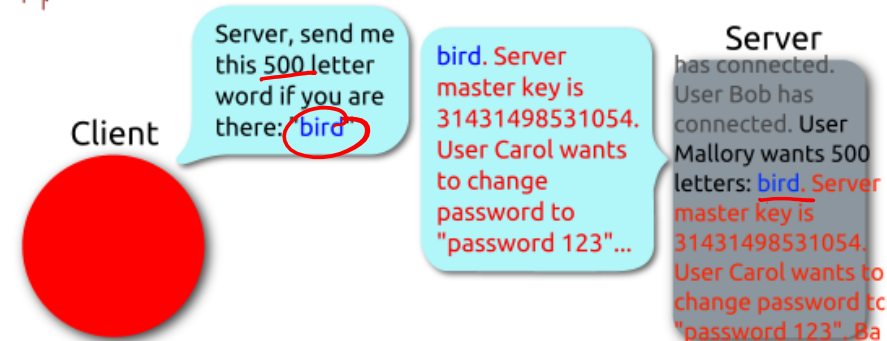 Server, send me
this 500 letter
word if you are
there: "bird"
Client
bird. Server
master key is
31431498531054.
User Carol wants
to change
password to
"password 123"...
Server
has connected.
User Bob has
connected. User
Mallory wants 500
letters: bird. Server
master key is
31431498531054.
User Carol wants to
change password to
"password 123". Ba